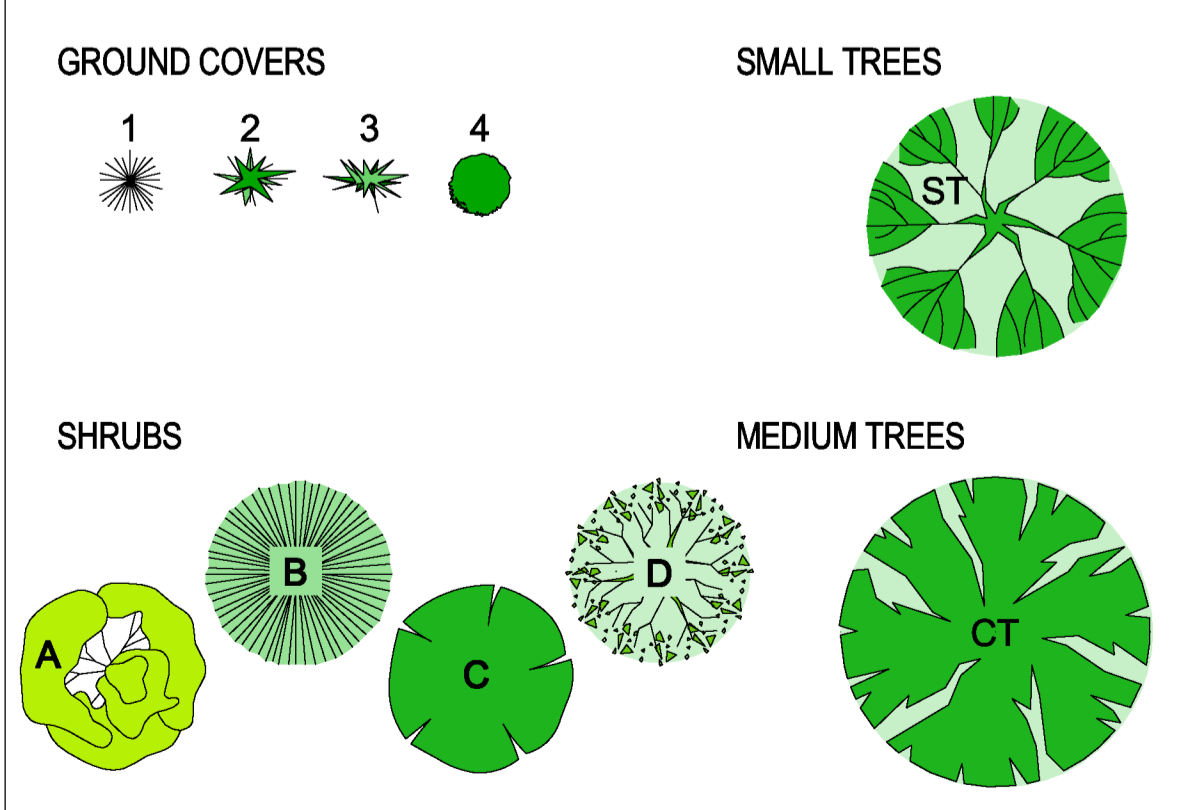 GROUND COVERS
1 2 3 4
SMALL TREES
ST
SHRUBS
A
B
C
D
MEDIUM TREES
CT